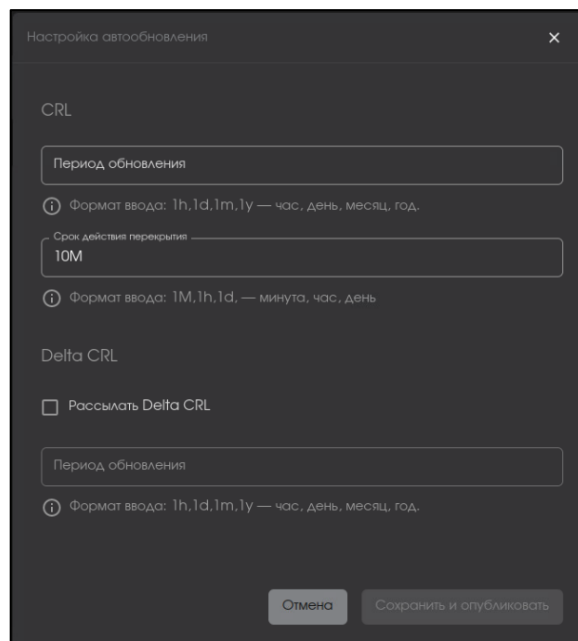 Настройка автообновления
CRL
Период обновления
Формат ввода: 1h,1d,1m,1y — час, день, месяц, год.
Срок действия перекрытия
10M
Формат ввода: 1M,1h,1d, — минута, час, день
Delta CRL
Рассылать Delta CRL
Период обновления
Формат ввода: 1h,1d,1m,1y — час, день, месяц, год.
Отмена
Сохранить и опубликовать